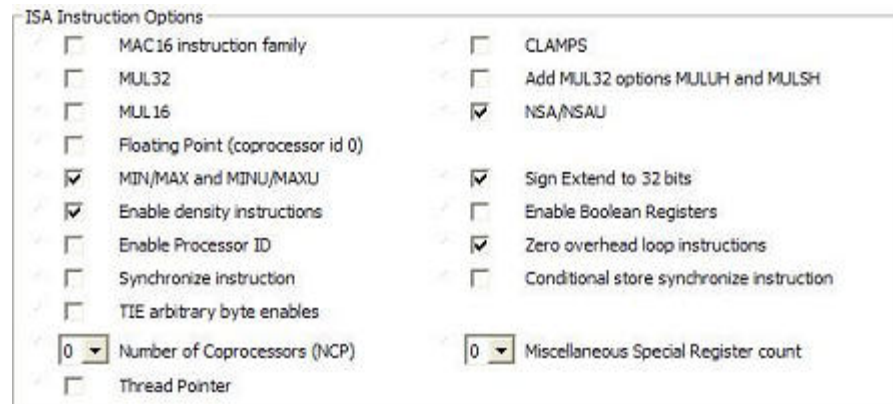 ISA Instruction Options
MAC16 instruction family CLAMPS
MUL32 Add MUL32 options MULUH and MULSH
MUL16 NSA/NSAU
Floating Point (coprocessor id 0)
MIN/MAX and MINU/MAXU Sign Extend to 32 bits
Enable density instructions Enable Boolean Registers
Enable Processor ID Zero overhead loop instructions
Synchronize instruction Conditional store synchronize instruction
TIE arbitrary byte enables
0 Number of Coprocessors (NCP) 0 Miscellaneous Special Register count
Thread Pointer